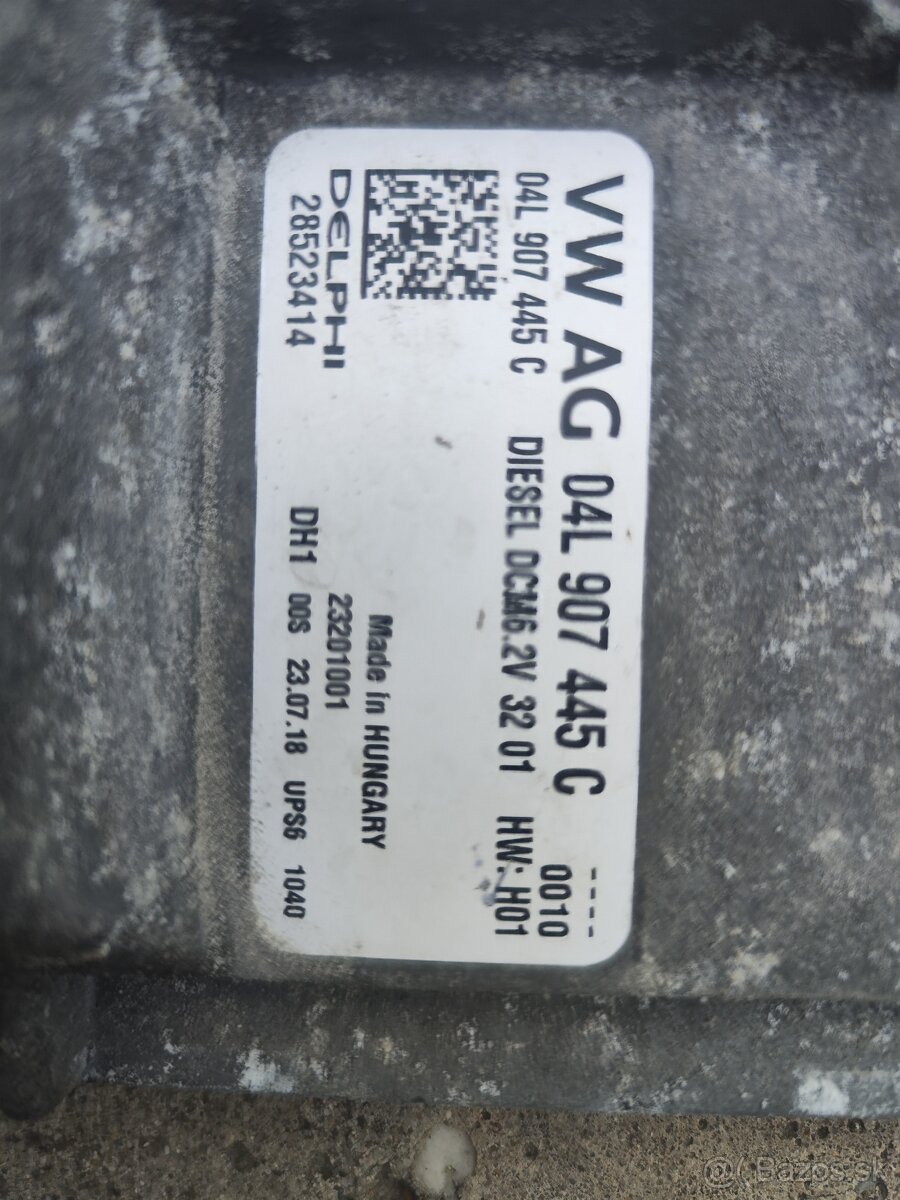 VW AG 04L 907 445 C ----
0010
04L 907 445 C DIESEL DCM6.2V 32 01 HW: H01
Made in HUNGARY
DELPHI 23201001
28523414 DH1 00S 23.07.18 UPS6 1040
Bazos.sk